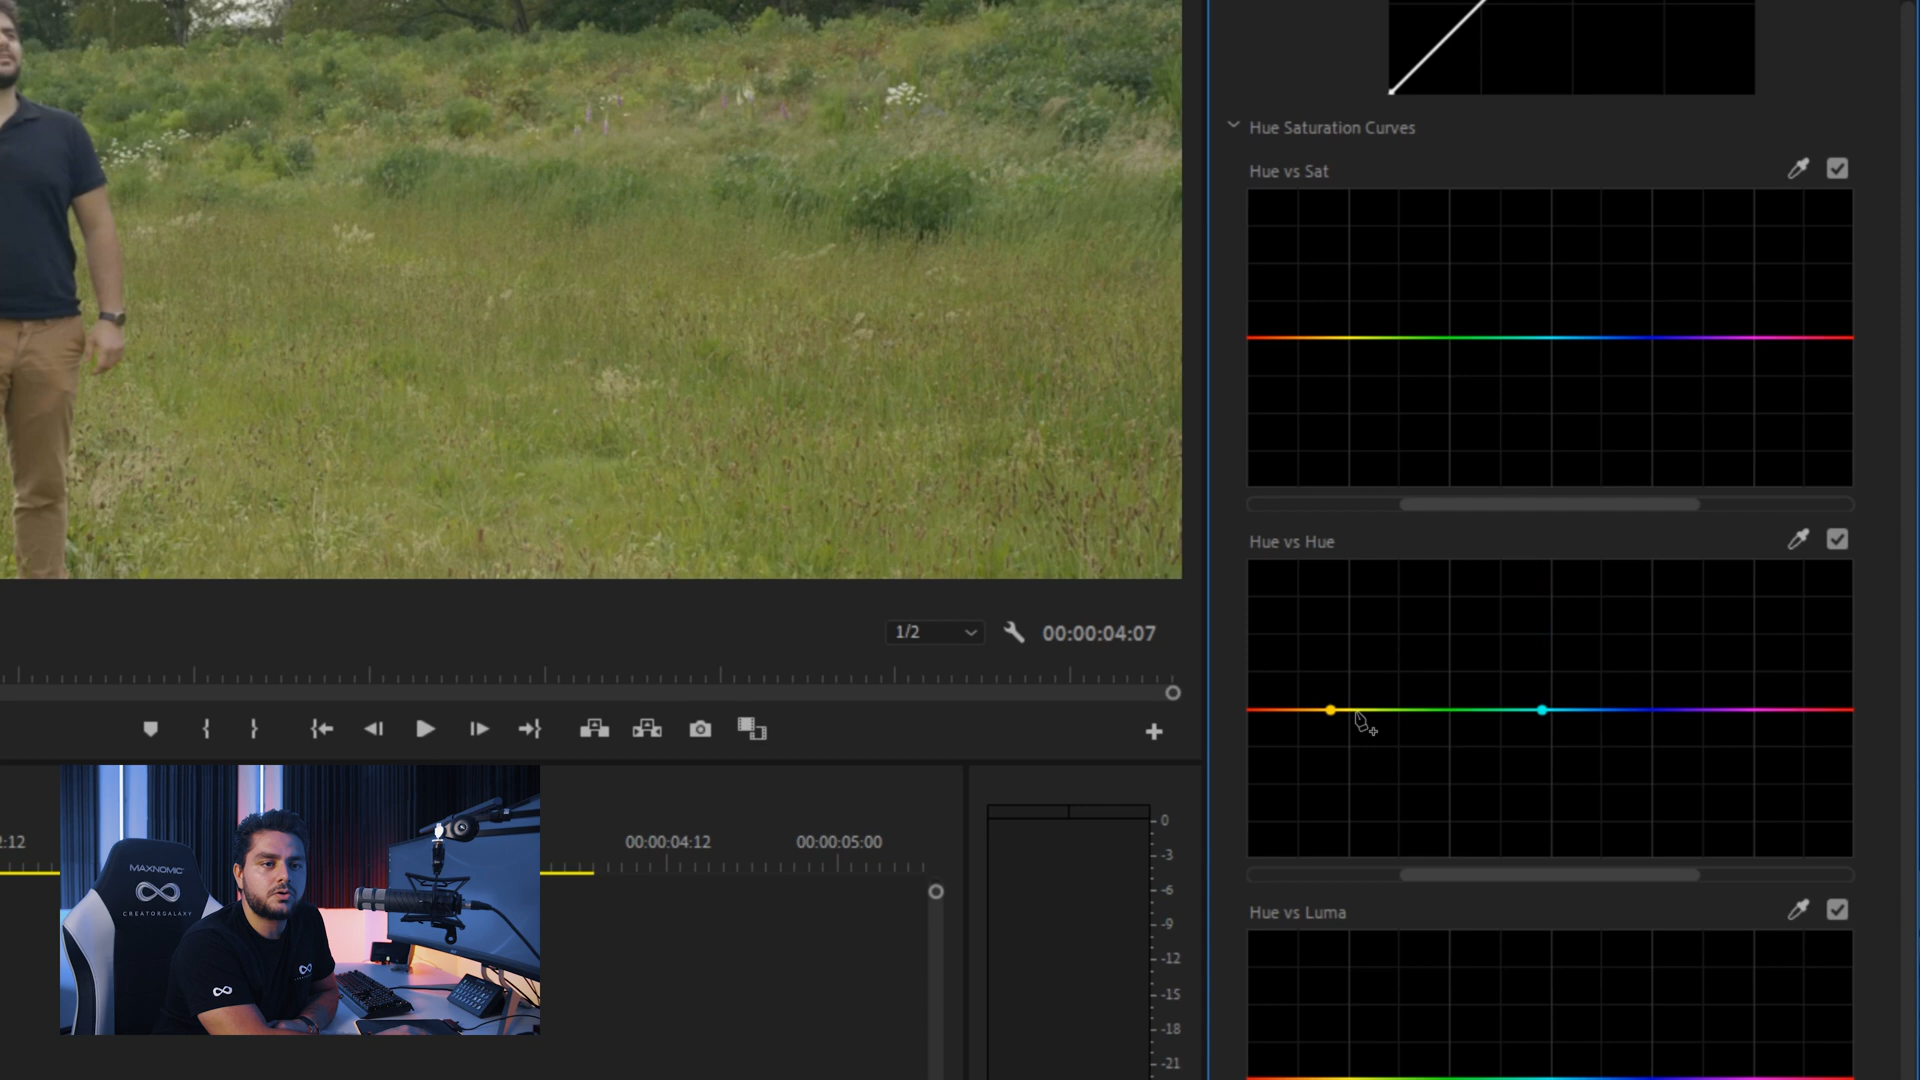 Hue Saturation Curves
Hue vs Sat
Hue vs Hue
1/2
00:00:04:07
:12
00:00:04:12
00:00:05:00
MAXNOMIC
CREATORGALAXY
0
-3
-6
-9
-12
-15
-18
-21
Hue vs Luma